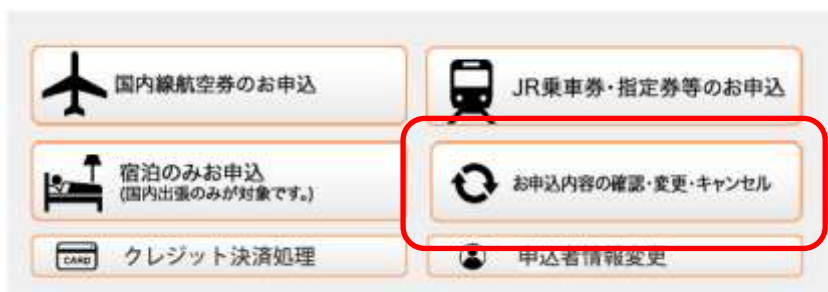 国内線航空券のお申込
JR乗車券・指定券等のお申込
宿泊のみお申込
(国内出張のみが対象です。)
お申込内容の確認・変更・キャンセル
CARD
クレジット決済処理
申込者情報変更